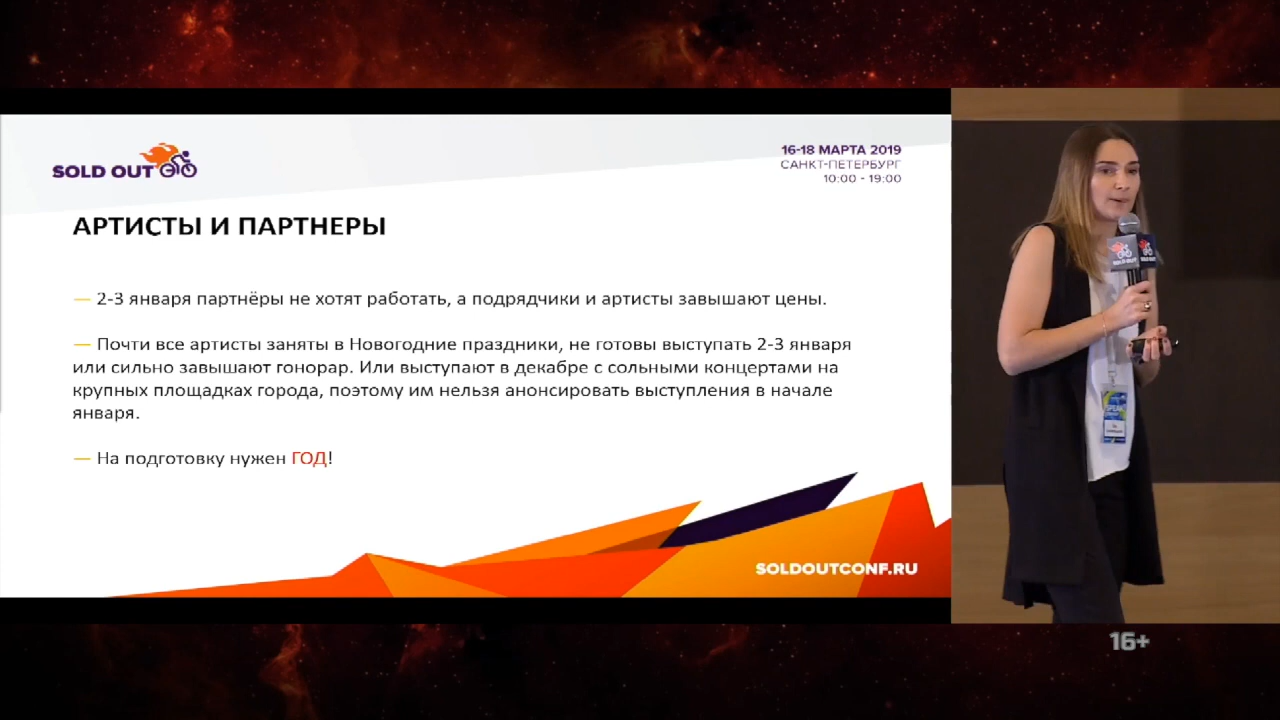 SOLD OUT
16-18 МАРТА 2019
САНКТ-ПЕТЕРБУРГ
10:00 - 19:00
АРТИСТЫ И ПАРТНЕРЫ
— 2-3 января партнёры не хотят работать, а подрядчики и артисты завышают цены.
— Почти все артисты заняты в Новогодние праздники, не готовы выступать 2-3 января
или сильно завышают гонорар. Или выступают в декабре с сольными концертами на
крупных площадках города, поэтому им нельзя анонсировать выступления в начале
января.
— На подготовку нужен ГОД!
SOLDOUTCONF.RU
SOLD OUT
16+